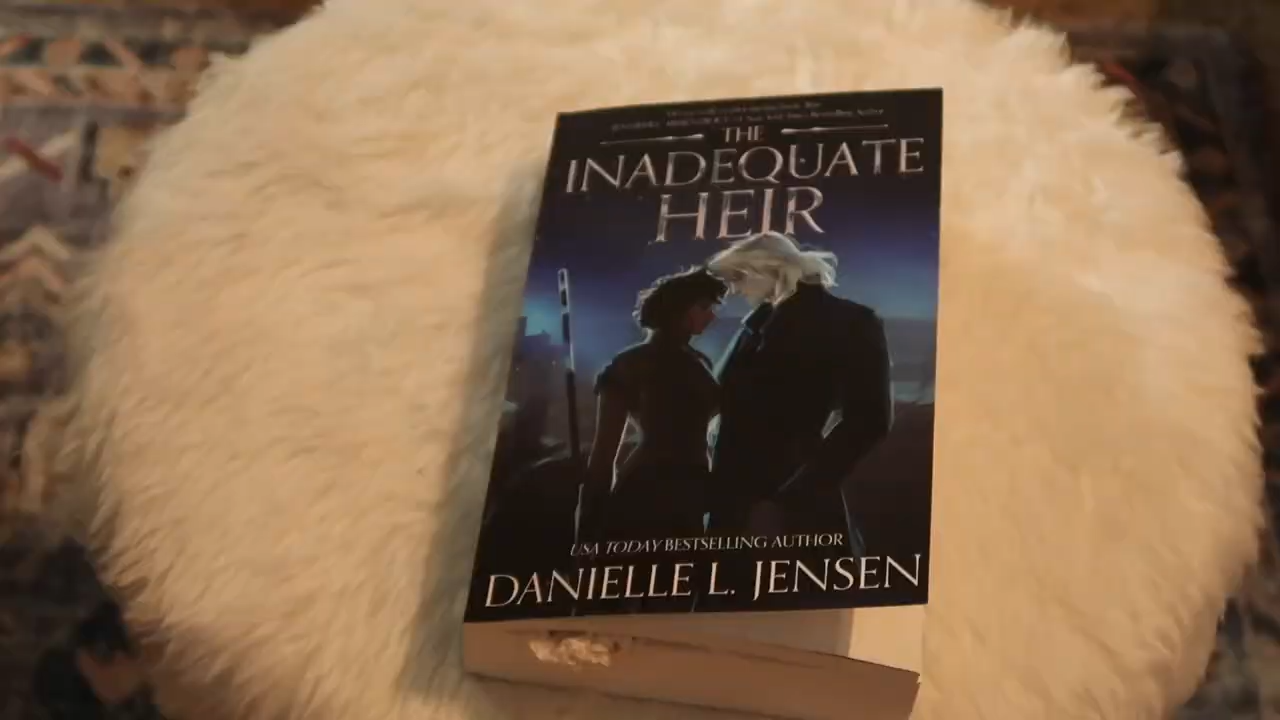 THE
INADEQUATE
HEIR
USA TODAY BESTSELLING AUTHOR
DANIELLE L. JENSEN